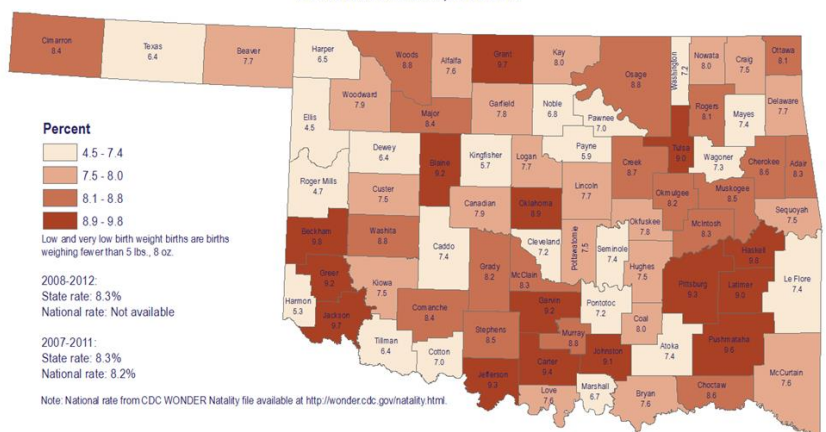 Cimarron
8.4
Texas
6.4
Beaver
7.7
Harper
6.5
Woods
8.8
Alfalfa
7.6
Grant
9.7
Kay
8.0
Osage
8.8
Washington
7.2
Nowata
8.0
Craig
7.5
Ottawa
8.1
Ellis
4.5
Woodward
7.9
Major
8.4
Garfield
7.8
Noble
6.8
Pawnee
7.0
Rogers
8.1
Mayes
7.4
Delaware
7.7
Dewey
6.4
Blaine
9.2
Kingfisher
5.7
Logan
7.7
Payne
5.9
Creek
8.7
Tulsa
9.0
Wagoner
7.3
Cherokee
8.6
Adair
8.3
Roger Mills
4.7
Custer
7.5
Canadian
7.9
Oklahoma
8.9
Lincoln
7.7
Okmulgee
8.2
Muskogee
8.5
Sequoyah
7.5
Beckham
Washita
8.8
Caddo
7.4
Grady
8.2
McClain
8.3
Cleveland
7.2
Pottawatomie
7.5
Seminole
7.4
Okfuskee
7.8
McIntosh
8.3
Haskell
Hughes
7.5
Pittsburg
9.3
Latimer
9.0
Le Flore
7.4
Greer
9.2
Kiowa
7.5
Harmon
5.3
Jackson
9.7
Comanche
8.4
Tillman
6.4
Cotton
7.0
Stephens
8.5
Jefferson
9.3
Garvin
9.2
Murray
8.8
Carter
9.4
Love
7.6
Pontotoc
7.2
Johnston
9.1
Marshall
6.7
Coal
8.0
Atoka
7.4
Bryan
7.6
Pushmataha
9.6
Choctaw
8.6
McCurtain
7.6
Percent
4.5 - 7.4
7.5 - 8.0
8.1 - 8.8
8.9 - 9.8
Low and very low birth weight births are births
weighing fewer than 5 lbs., 8 oz.
2008-2012:
State rate: 8.3%
National rate: Not available
2007-2011:
State rate: 8.3%
National rate: 8.2%
Note: National rate from CDC WONDER Natality file available at http://wonder.cdc.gov/natality.html.